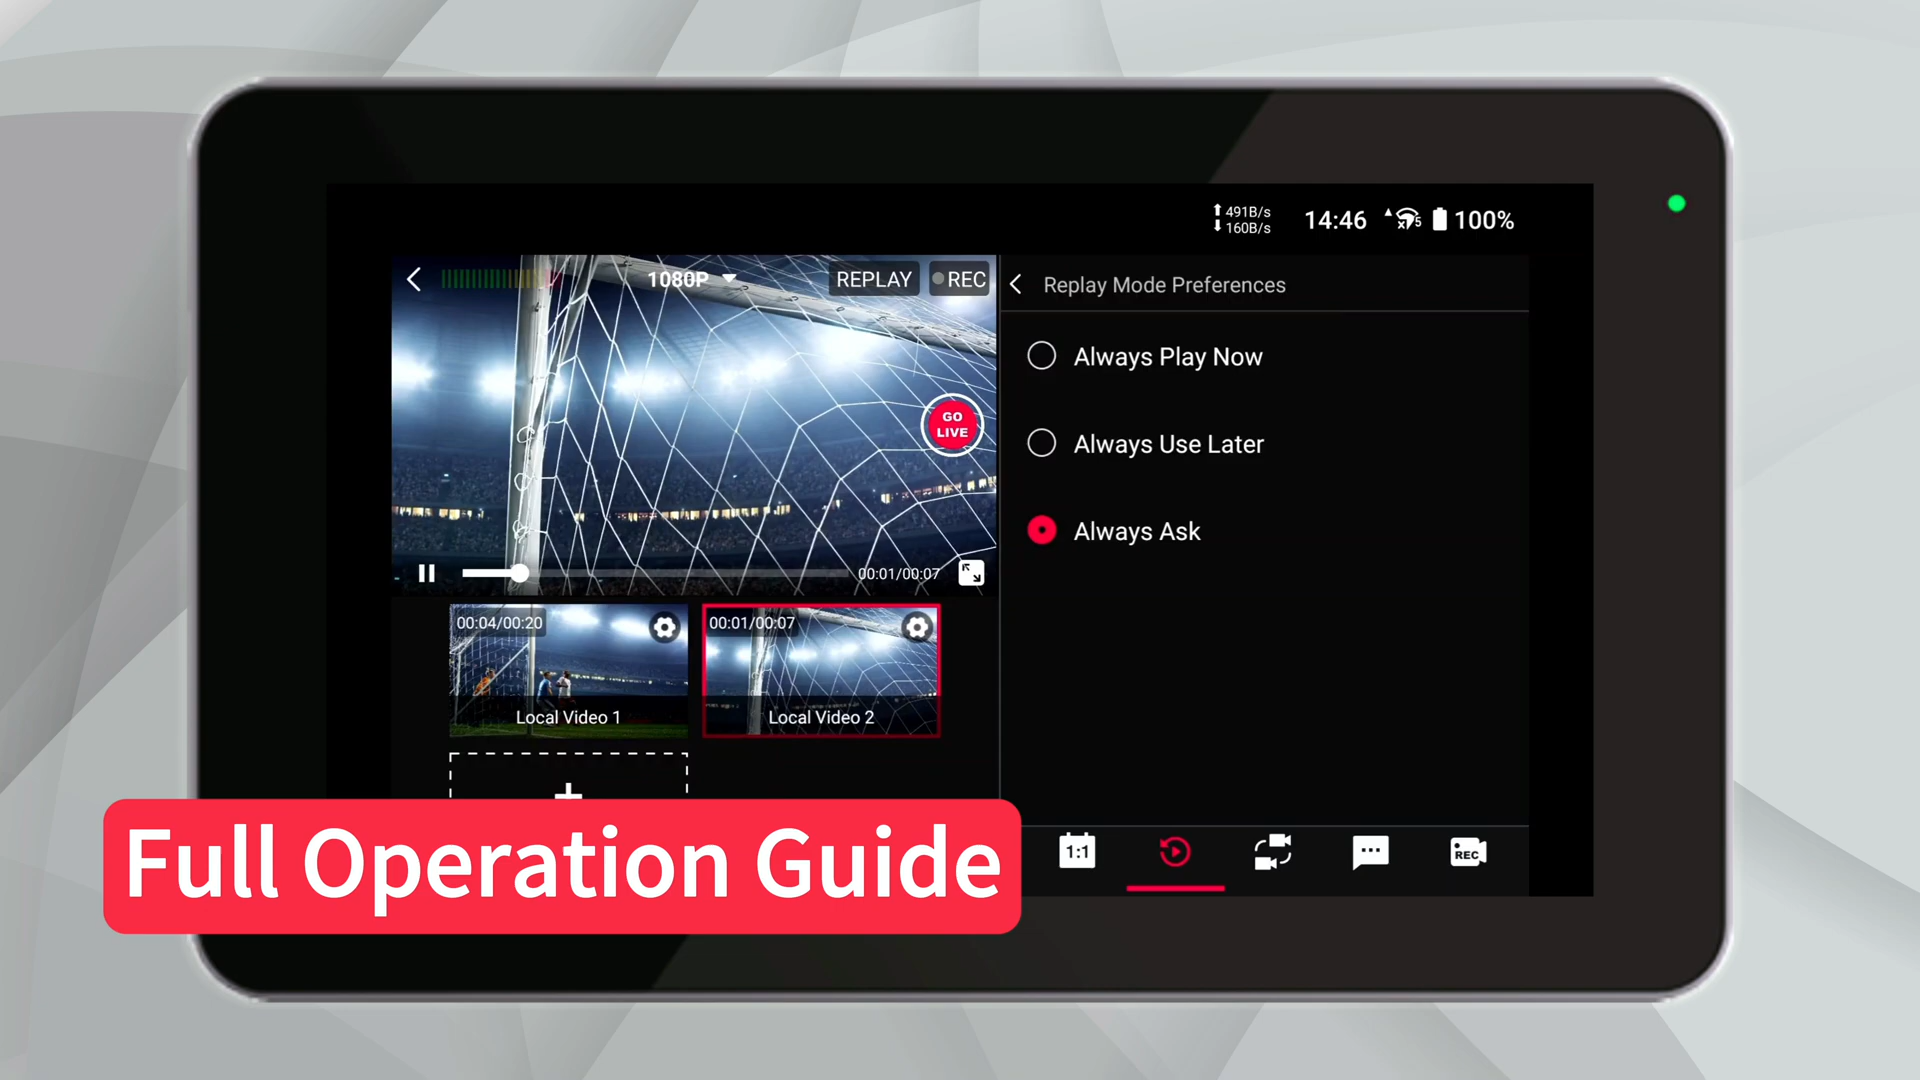 491B/s
160B/s
14:46
5
100%
1080P
REPLAY
REC
Replay Mode Preferences
Always Play Now
GO
LIVE
Always Use Later
Always Ask
00:01/00:07
00:04/00:20
00:01/00:07
Local Video 1
Local Video 2
1:1
REC
Full Operation Guide